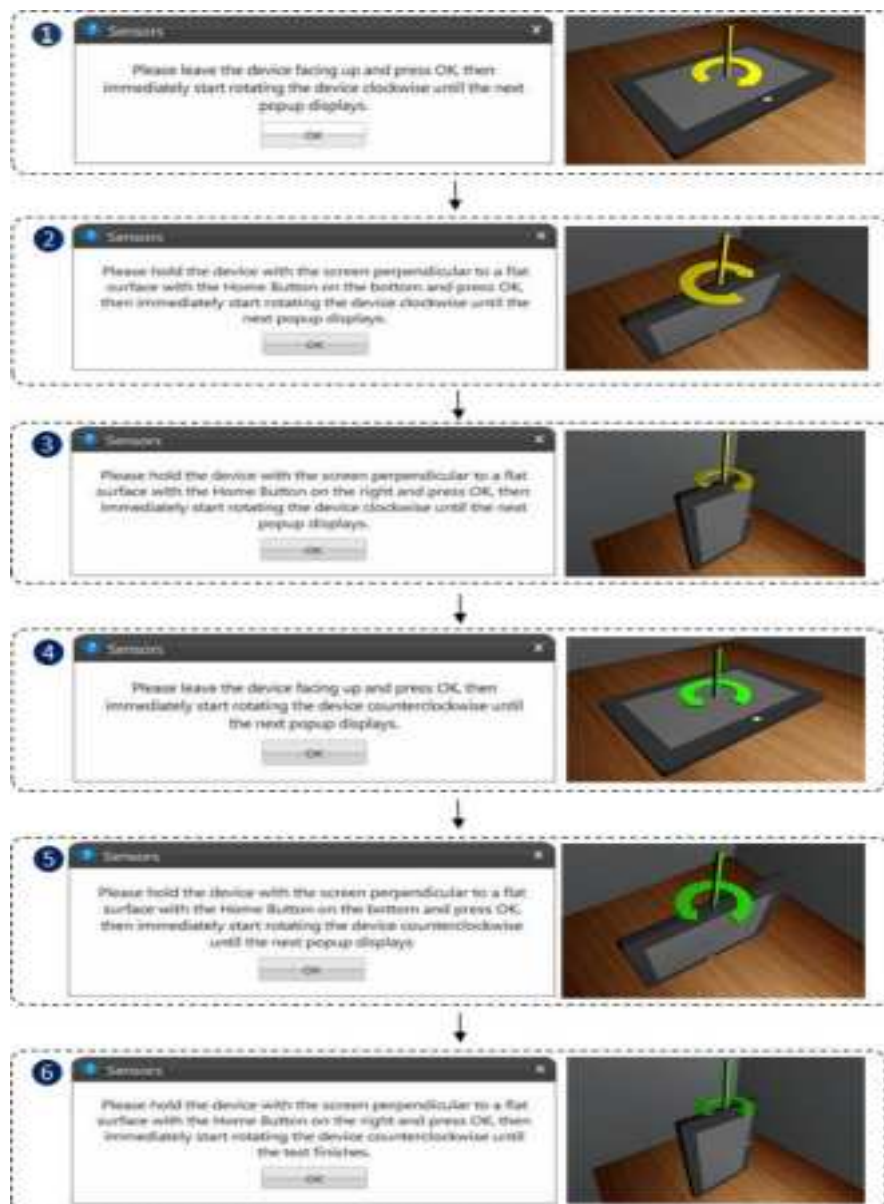 1
Sensors
Please leave the device facing up and press OK, then
immediately start rotating the device clockwise until the next
popup displays.
OK
2
Sensors
Please hold the device with the screen perpendicular to a flat
surface with the Home Button on the bottom and press OK,
then immediately start rotating the device clockwise until the
next popup displays.
OK
3
Sensors
Please hold the device with the screen perpendicular to a flat
surface with the Home Button on the right and press OK, then
immediately start rotating the device clockwise until the next
popup displays.
OK
4
Sensors
Please leave the device facing up and press OK, then
immediately start rotating the device counterclockwise until
the next popup displays.
OK
5
Sensors
Please hold the device with the screen perpendicular to a flat
surface with the Home Button on the bottom and press OK,
then immediately start rotating the device counterclockwise
until the next popup displays
OK
6
Sensors
Please hold the device with the screen perpendicular to a flat
surface with the Home Button on the right and press OK, then
immediately start rotating the device counterclockwise until
the test finishes.
OK